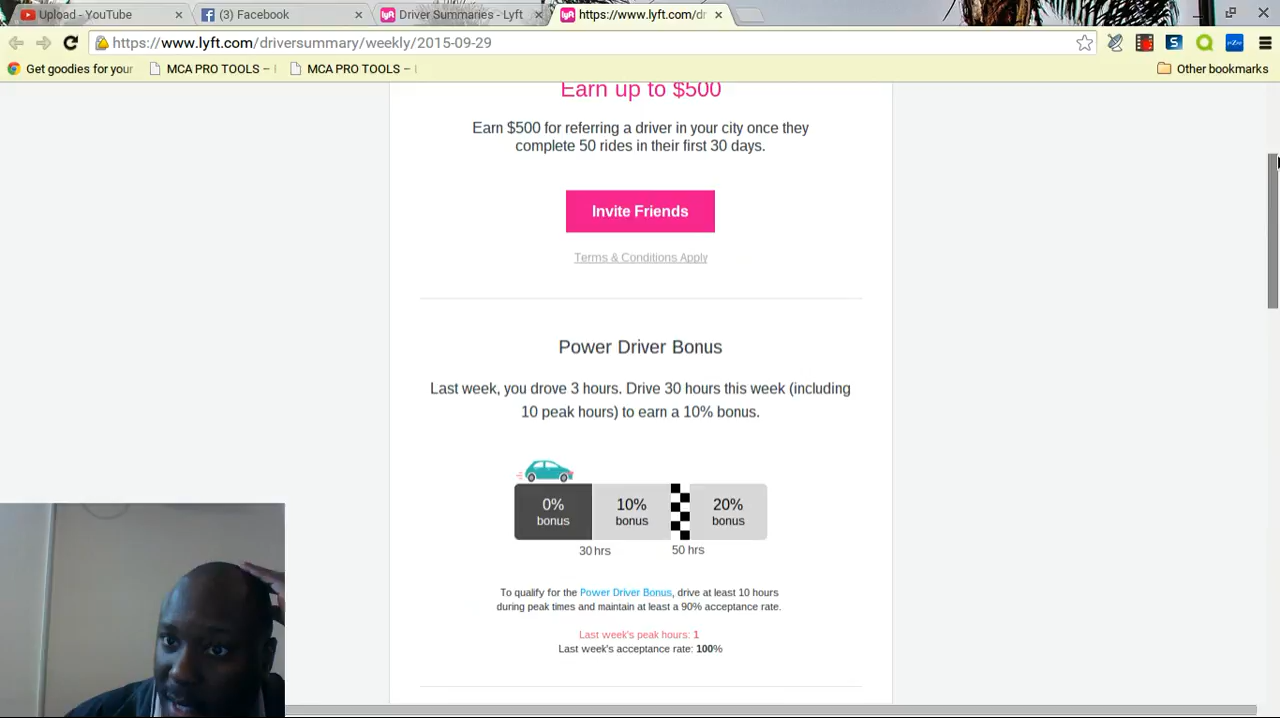 Upload - YouTube
(3) Facebook
Driver Summaries - Lyft
https://www.lyft.com/dr
https://www.lyft.com/driversummary/weekly/2015-09-29
Get goodies for your
MCA PRO TOOLS –
MCA PRO TOOLS –
Other bookmarks
Earn up to $500
Earn $500 for referring a driver in your city once they
complete 50 rides in their first 30 days.
Invite Friends
Terms & Conditions Apply
Power Driver Bonus
Last week, you drove 3 hours. Drive 30 hours this week (including
10 peak hours) to earn a 10% bonus.
0% 10% 20%
bonus bonus bonus
30 hrs 50 hrs
To qualify for the Power Driver Bonus, drive at least 10 hours
during peak times and maintain at least a 90% acceptance rate.
Last week's peak hours: 1
Last week's acceptance rate: 100%